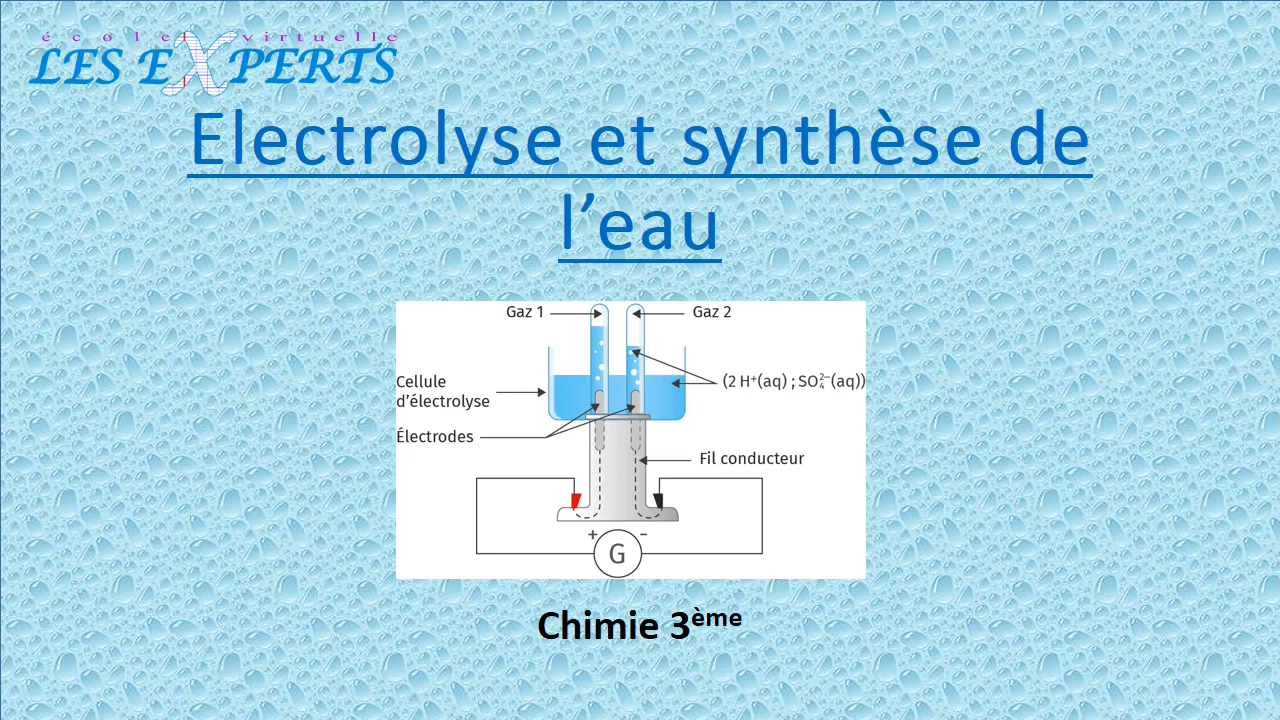 école virtuelle
LES EXPERTS
Electrolyse et synthèse de
l’eau
Gaz 1
Gaz 2
Cellule
d’électrolyse
(2 H⁺(aq) ; SO₄²⁻(aq))
Électrodes
Fil conducteur
+
−
G
Chimie 3ème